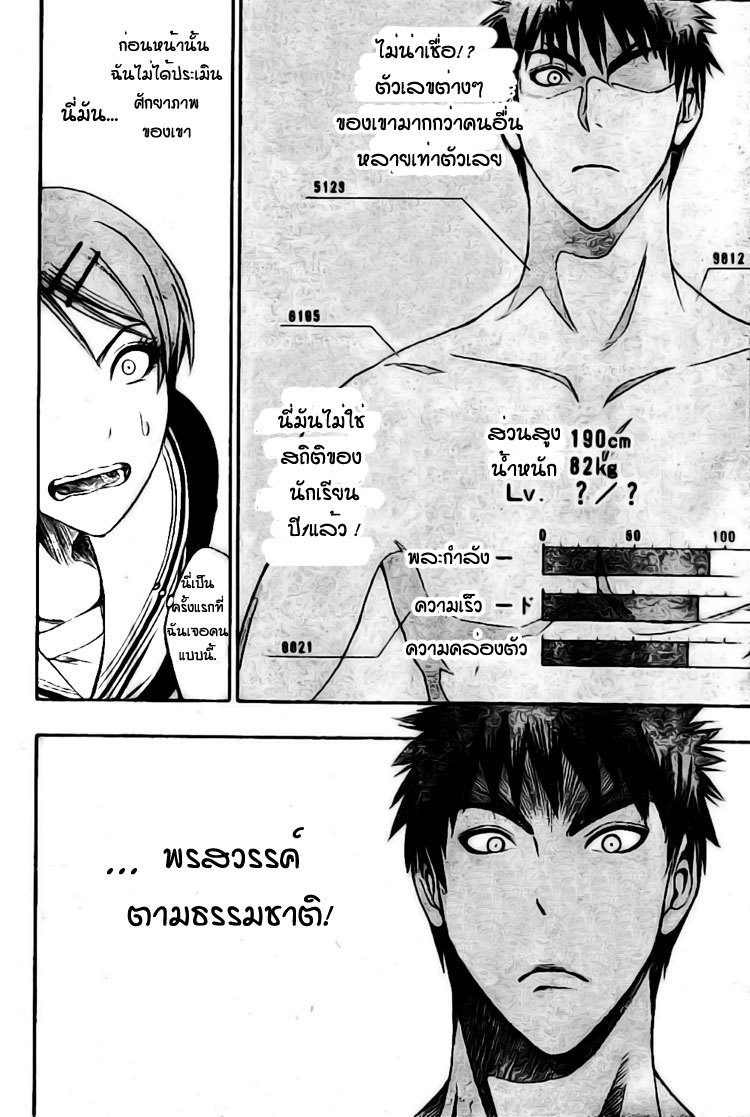 ไม่น่าเชื่อ!?
ตัวเลขต่างๆ
ของเขามากกว่าคนอื่น
หลายเท่าตัวเลย
5129
9812
6105
นี่มันไม่ใช่
สถิติของ
นักเรียน
ปี1แล้ว!
ส่วนสูง 190cm
น้ำหนัก 82kg
Lv. ?/?
0 60 100
พละกำลัง ー
ความเร็ว ード
ความคล่องตัว
6021
ก่อนหน้านั้น
ฉันไม่ได้ประเมิน
ศักยาภาพ
ของเขา
นี่มัน...
นี่เป็น
ครั้งแรกที่
ฉันเจอคน
แบบนี้.
... พรสวรรค์
ตามธรรมชาติ!